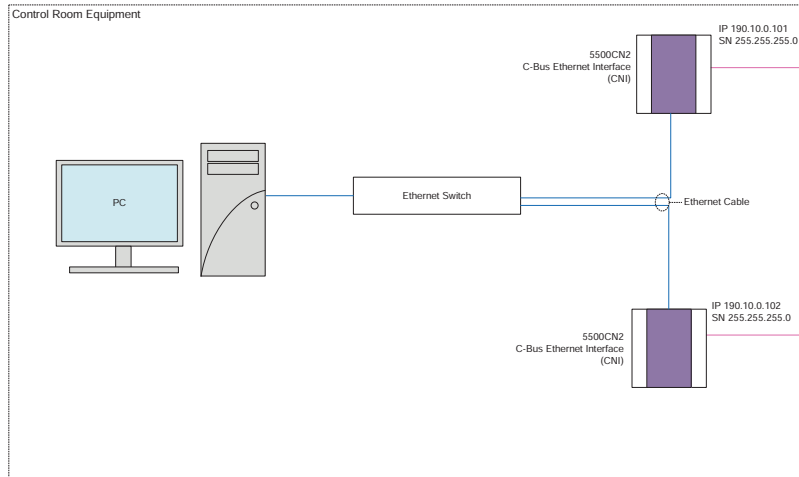 Control Room Equipment
IP 190.10.0.101
SN 255.255.255.0
5500CN2
C-Bus Ethernet Interface
(CNI)
PC
Ethernet Switch
Ethernet Cable
IP 190.10.0.102
SN 255.255.255.0
5500CN2
C-Bus Ethernet Interface
(CNI)